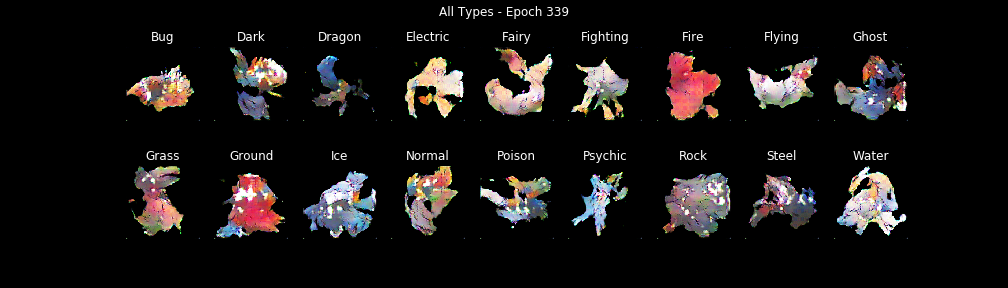 All Types - Epoch 339
Bug Dark Dragon Electric Fairy Fighting Fire Flying Ghost
Grass Ground Ice Normal Poison Psychic Rock Steel Water